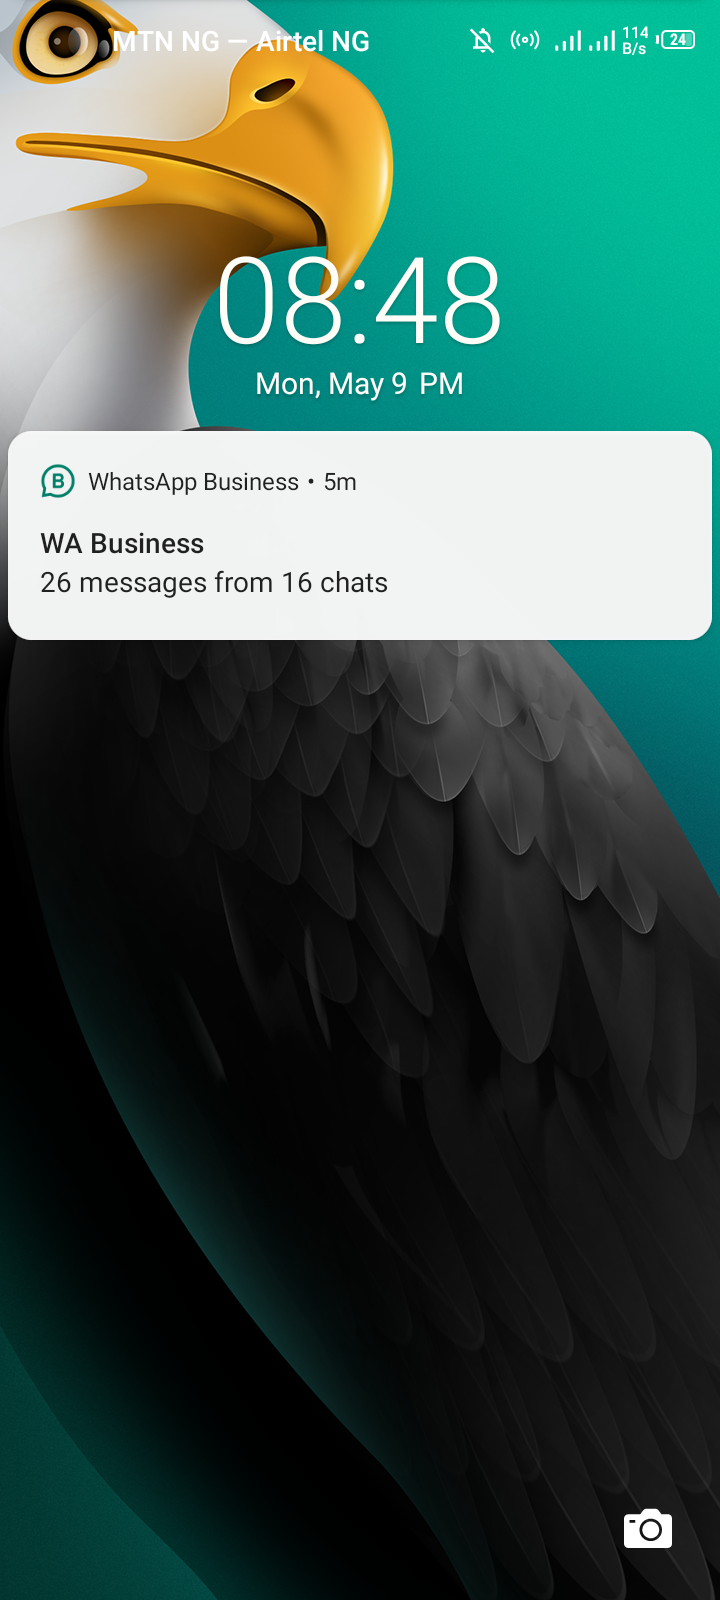 MTN NG — Airtel NG
114
B/s
24
08:48
Mon, May 9 PM
WhatsApp Business • 5m
WA Business
26 messages from 16 chats